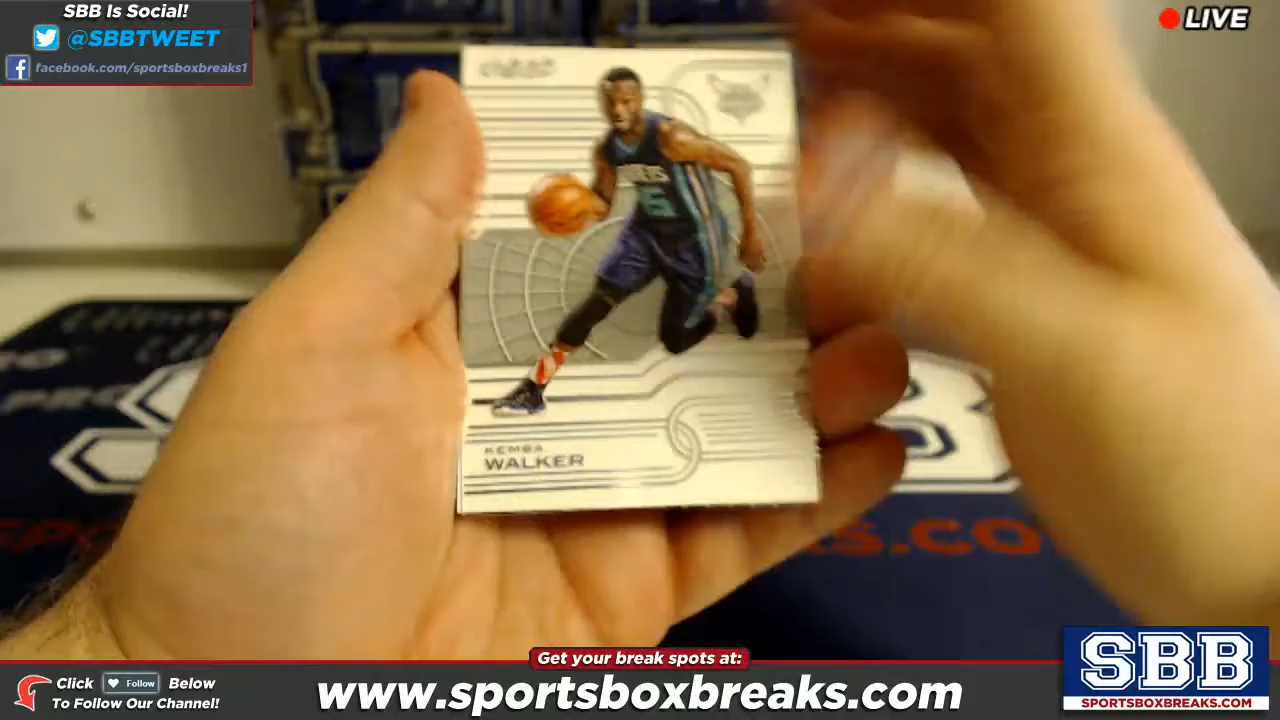 SBB Is Social!
@SBBTWEET
facebook.com/sportsboxbreaks1
LIVE
KEMBA
WALKER
Get your break spots at:
Click Follow Below
To Follow Our Channel!
www.sportsboxbreaks.com
SBB
SPORTSBOXBREAKS.COM